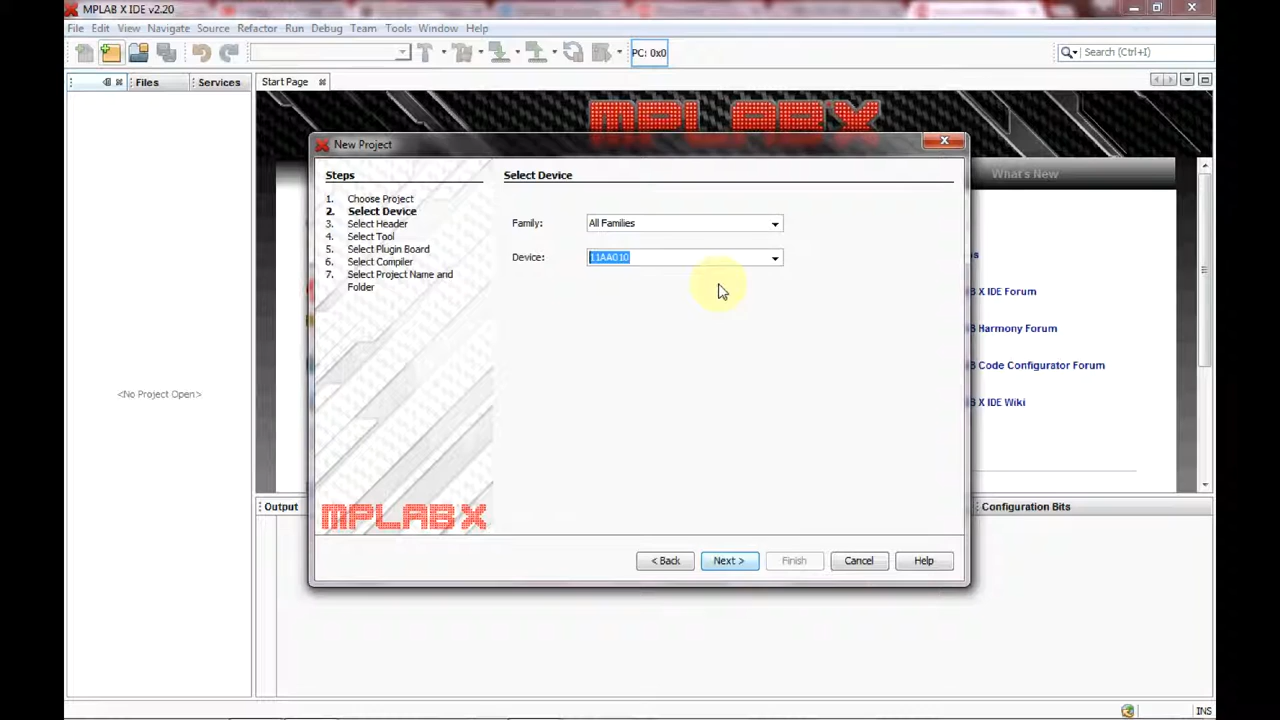 MPLAB X IDE v2.20
File Edit View Navigate Source Refactor Run Debug Team Tools Window Help
PC: 0x0
Search (Ctrl+I)
Files
Services
Start Page
MPLAB X
What's New
New Project
Steps
1. Choose Project
2. Select Device
3. Select Header
4. Select Tool
5. Select Plugin Board
6. Select Compiler
7. Select Project Name and
Folder
MPLAB X
Select Device
Family: All Families
Device: 11AA010
< Back Next > Finish Cancel Help
B X IDE Forum
B Harmony Forum
B Code Configurator Forum
B X IDE Wiki
<No Project Open>
Output
Configuration Bits
INS